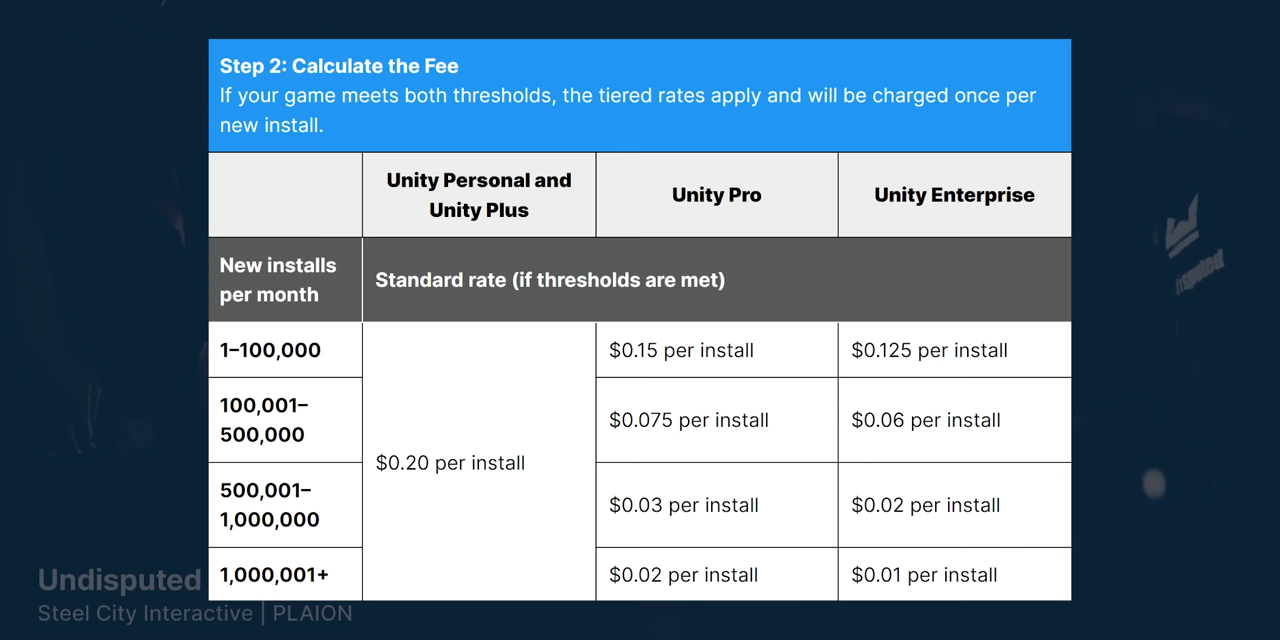 Step 2: Calculate the Fee
If your game meets both thresholds, the tiered rates apply and will be charged once per
new install.
Unity Personal and
Unity Plus
Unity Pro
Unity Enterprise
New installs
per month
Standard rate (if thresholds are met)
1–100,000
$0.15 per install
$0.125 per install
100,001–
500,000
$0.075 per install
$0.06 per install
$0.20 per install
500,001–
1,000,000
$0.03 per install
$0.02 per install
1,000,001+
$0.02 per install
$0.01 per install
Undisputed
Steel City Interactive | PLAION